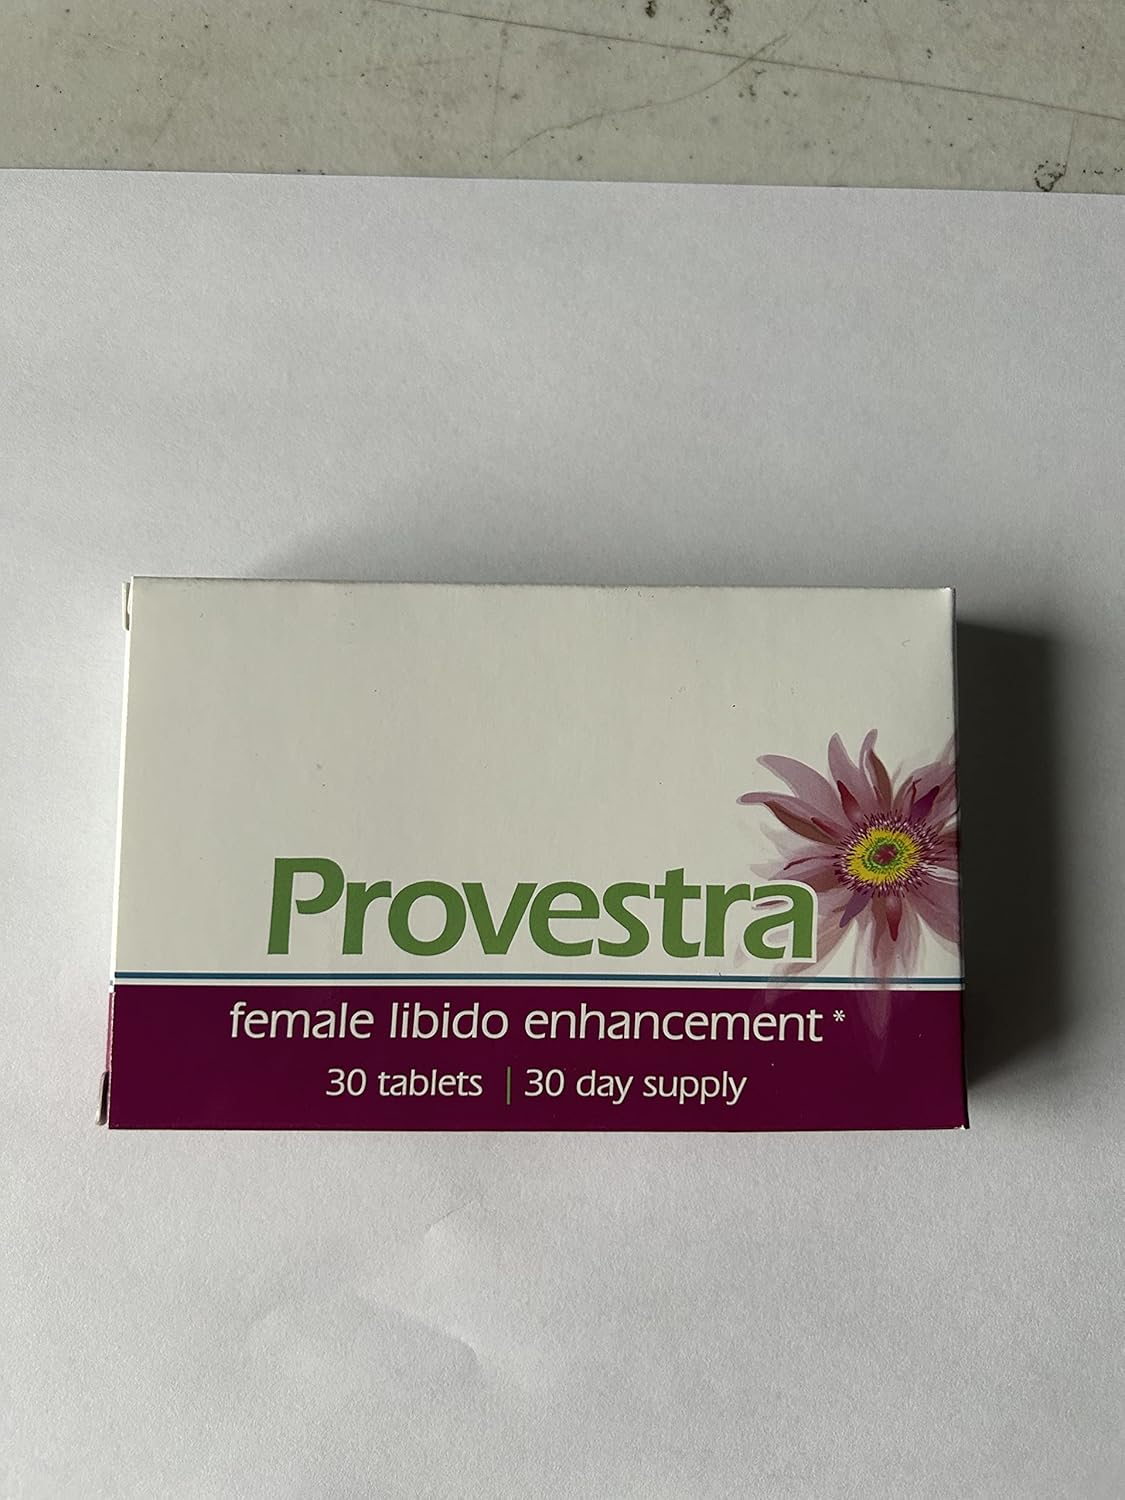 Provestra
female libido enhancement*
30 tablets | 30 day supply